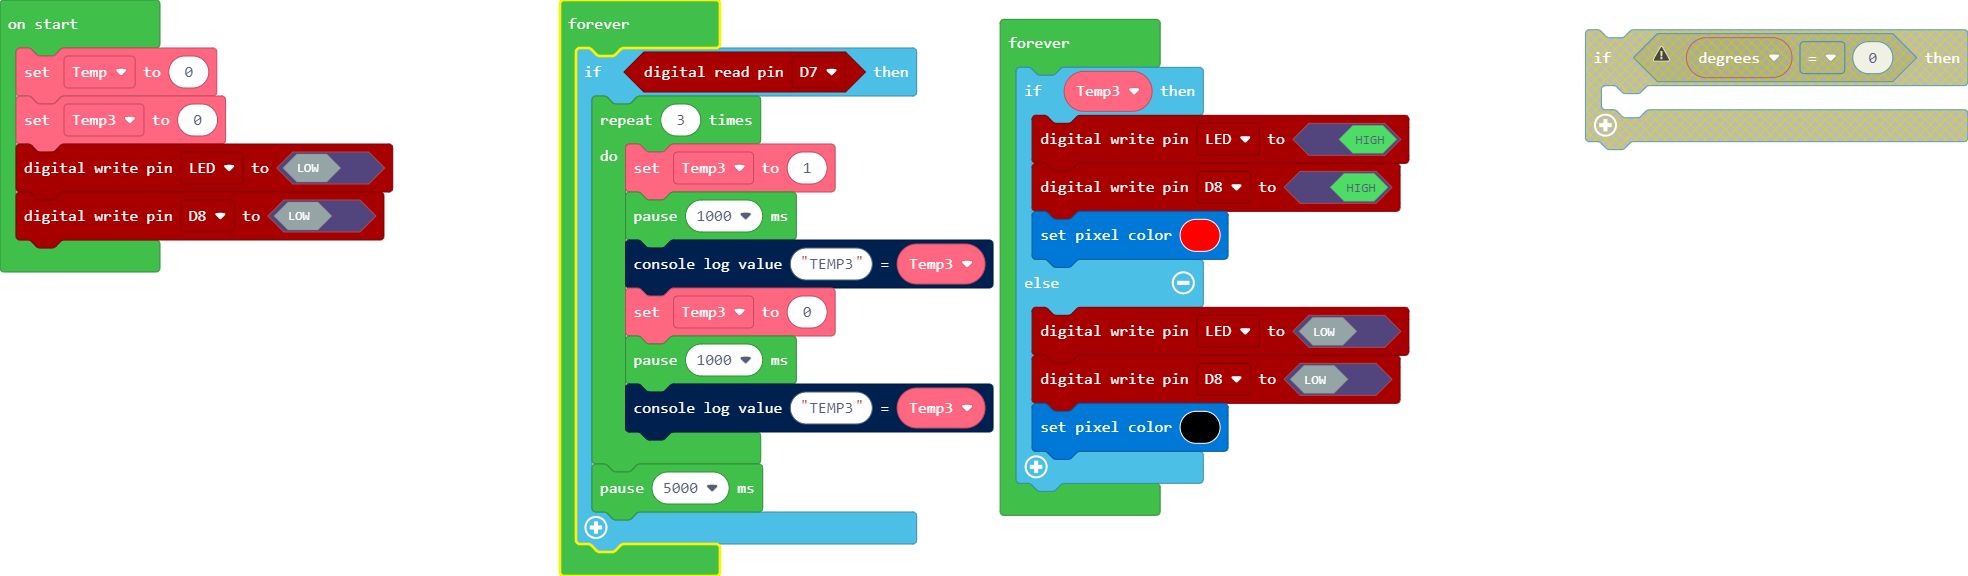 on start
set Temp to 0
set Temp3 to 0
digital write pin LED to LOW
digital write pin D8 to LOW
forever
if digital read pin D7 then
repeat 3 times
do
set Temp3 to 1
pause 1000 ms
console log value "TEMP3" = Temp3
set Temp3 to 0
pause 1000 ms
console log value "TEMP3" = Temp3
pause 5000 ms
forever
if Temp3 then
digital write pin LED to HIGH
digital write pin D8 to HIGH
set pixel color
else
digital write pin LED to LOW
digital write pin D8 to LOW
set pixel color
if degrees = 0 then